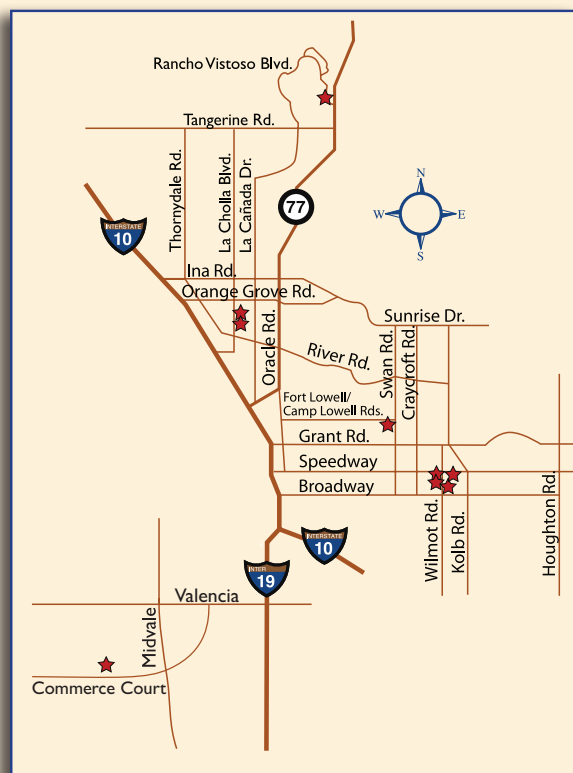 Rancho Vistoso Blvd.
Tangerine Rd.
Thornydale Rd.
La Cholla Blvd.
La Cañada Dr.
INTERSTATE
10
77
N
W
E
S
Ina Rd.
Orange Grove Rd.
Sunrise Dr.
Oracle Rd.
River Rd.
Swan Rd.
Craycroft Rd.
Fort Lowell/
Camp Lowell Rds.
Grant Rd.
Speedway
Broadway
Wilmot Rd.
Kolb Rd.
Houghton Rd.
INTERSTATE
10
INTER
19
Valencia
Midvale
Commerce Court